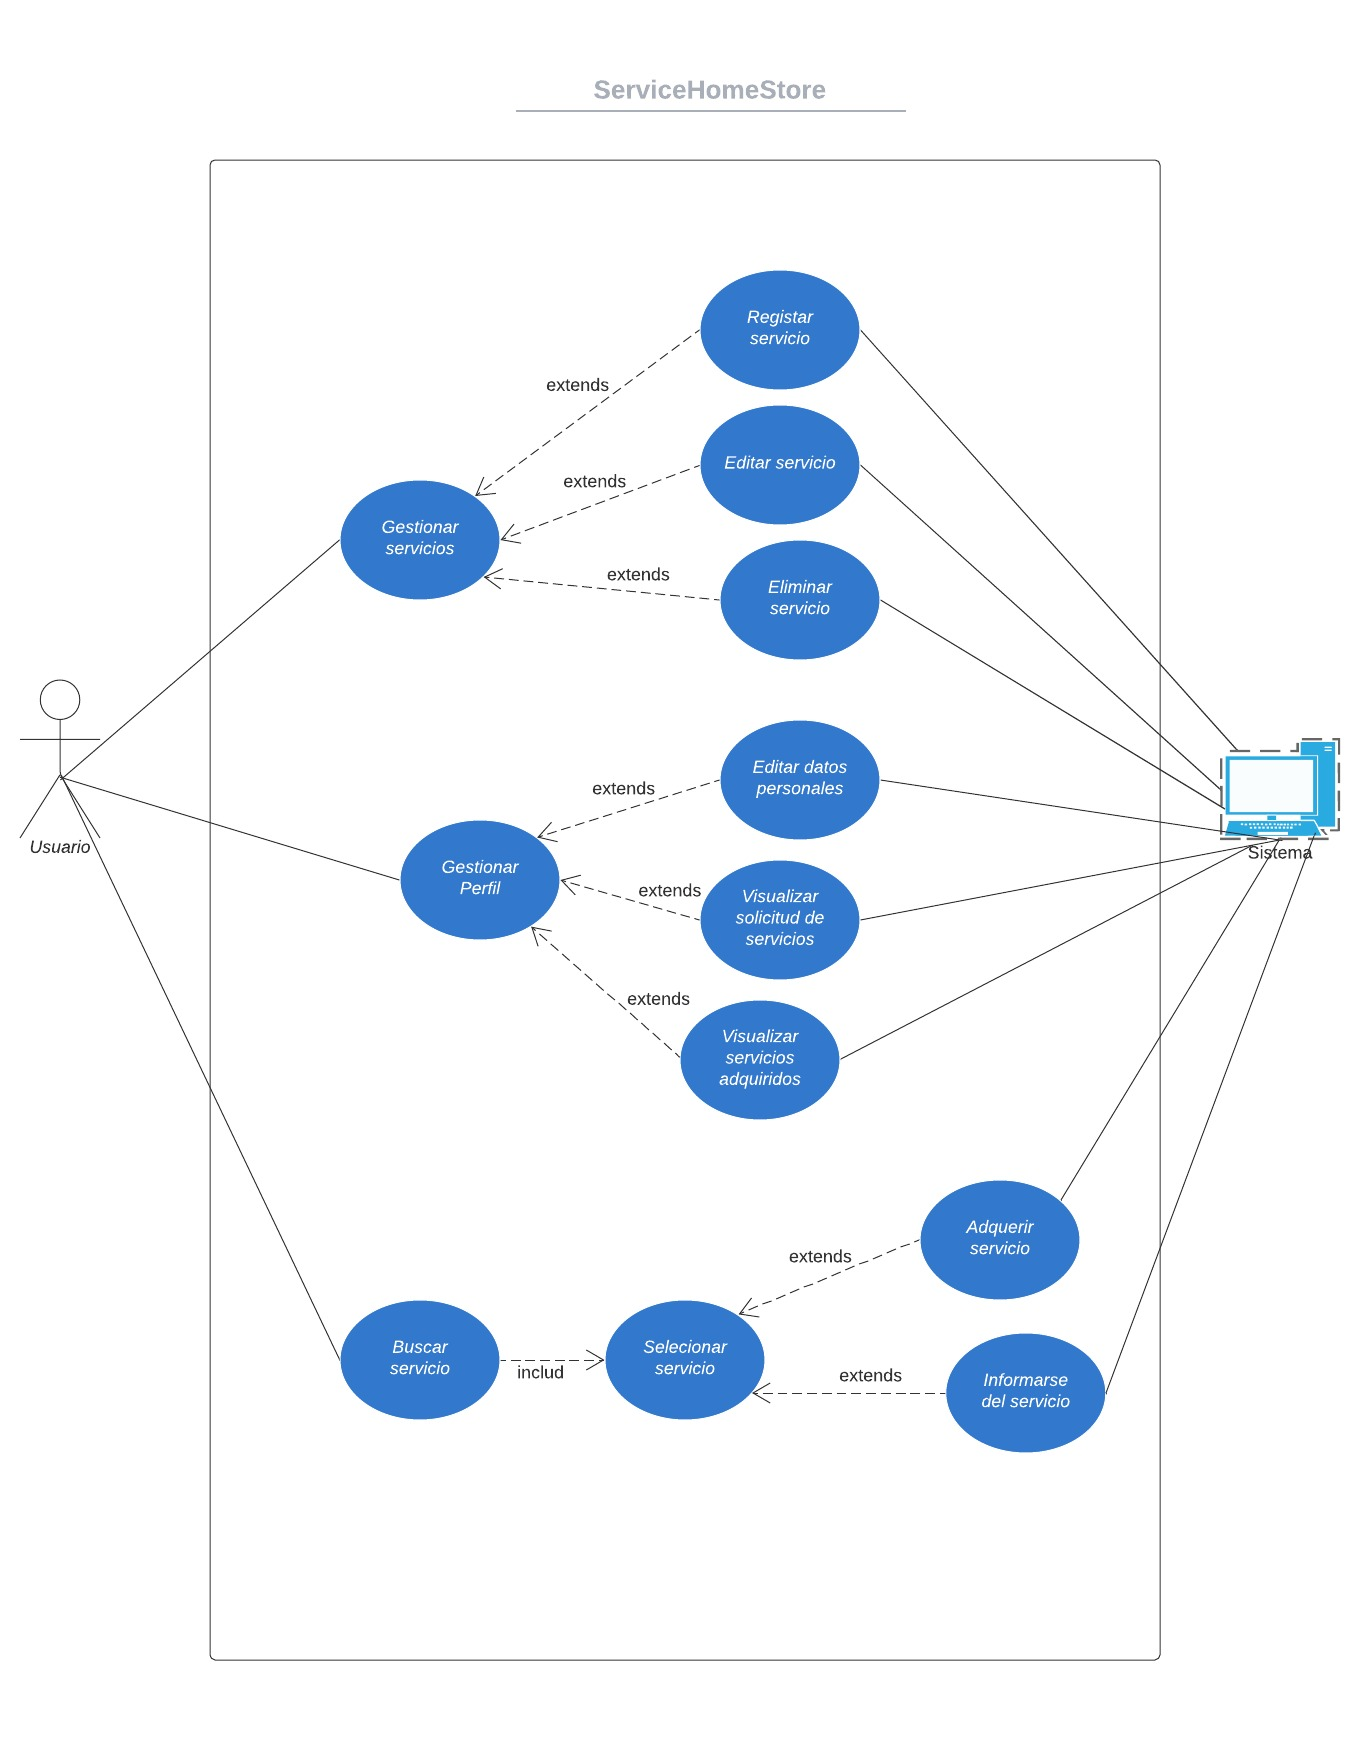 ServiceHomeStore
Registar
servicio
extends
Editar servicio
extends
Gestionar
servicios
extends
Eliminar
servicio
Editar datos
personales
extends
Usuario
Sistema
Gestionar
Perfil
extends
Visualizar
solicitud de
servicios
extends
Visualizar
servicios
adquiridos
Adquerir
servicio
extends
Buscar
servicio
includ
Selecionar
servicio
extends
Informarse
del servicio